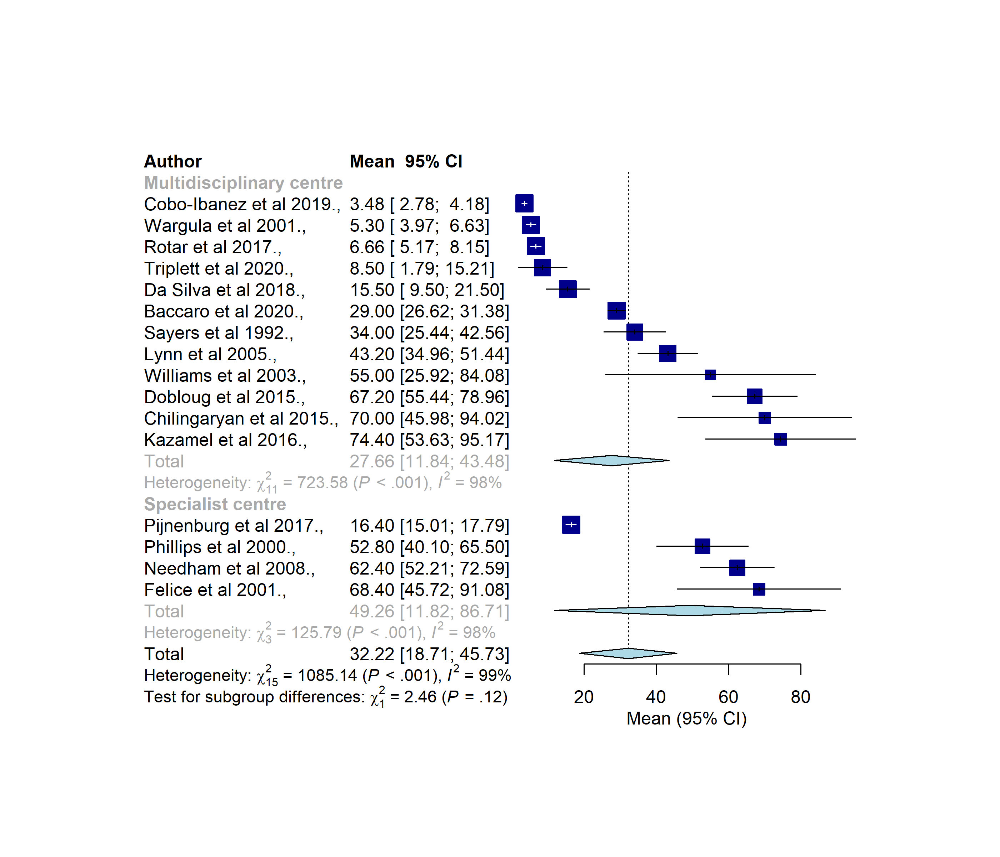 Author Mean 95% CI
Multidisciplinary centre
Cobo-Ibanez et al 2019., 3.48 [ 2.78; 4.18]
Wargula et al 2001., 5.30 [ 3.97; 6.63]
Rotar et al 2017., 6.66 [ 5.17; 8.15]
Triplett et al 2020., 8.50 [ 1.79; 15.21]
Da Silva et al 2018., 15.50 [ 9.50; 21.50]
Baccaro et al 2020., 29.00 [26.62; 31.38]
Sayers et al 1992., 34.00 [25.44; 42.56]
Lynn et al 2005., 43.20 [34.96; 51.44]
Williams et al 2003., 55.00 [25.92; 84.08]
Dobloug et al 2015., 67.20 [55.44; 78.96]
Chilingaryan et al 2015., 70.00 [45.98; 94.02]
Kazamel et al 2016., 74.40 [53.63; 95.17]
Total 27.66 [11.84; 43.48]
Heterogeneity: χ²₁₁ = 723.58 (P < .001), I² = 98%
Specialist centre
Pijnenburg et al 2017., 16.40 [15.01; 17.79]
Phillips et al 2000., 52.80 [40.10; 65.50]
Needham et al 2008., 62.40 [52.21; 72.59]
Felice et al 2001., 68.40 [45.72; 91.08]
Total 49.26 [11.82; 86.71]
Heterogeneity: χ²₃ = 125.79 (P < .001), I² = 98%
Total 32.22 [18.71; 45.73]
Heterogeneity: χ²₁₅ = 1085.14 (P < .001), I² = 99%
Test for subgroup differences: χ²₁ = 2.46 (P = .12)
20 40 60 80
Mean (95% CI)